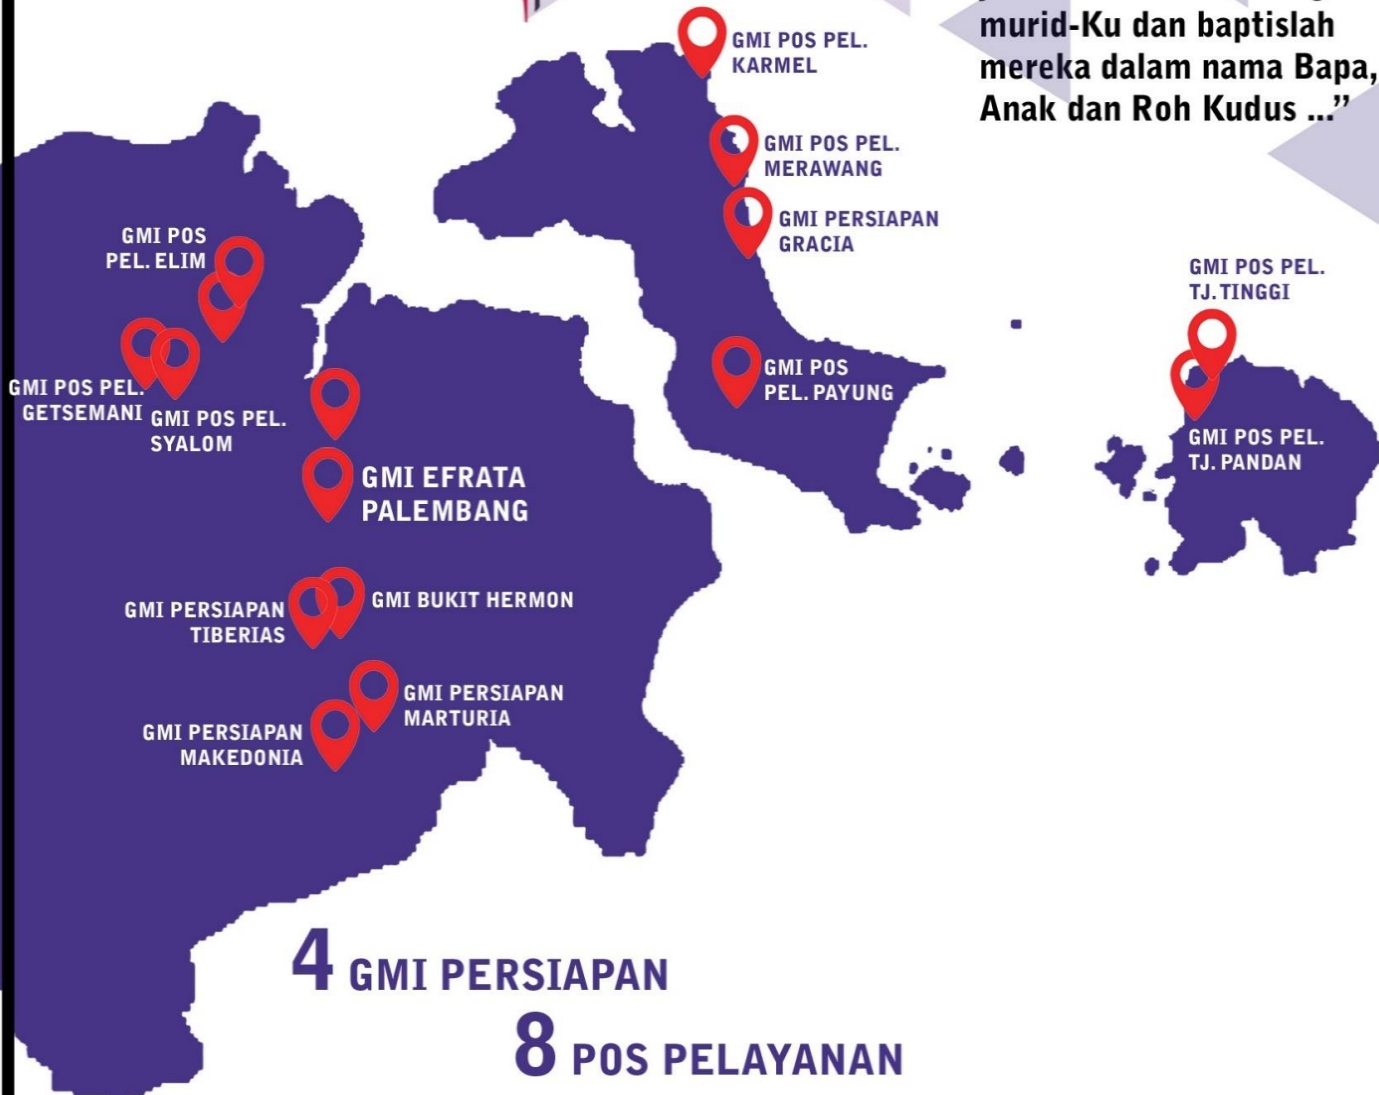 murid-Ku dan baptislah
mereka dalam nama Bapa,
Anak dan Roh Kudus ...”
GMI POS PEL.
KARMEL
GMI POS PEL.
MERAWANG
GMI PERSIAPAN
GRACIA
GMI POS
PEL. ELIM
GMI POS PEL.
TJ. TINGGI
GMI POS
PEL. PAYUNG
GMI POS PEL.
GETSEMANI
GMI POS PEL.
SYALOM
GMI POS PEL.
TJ. PANDAN
GMI EFRATA
PALEMBANG
GMI PERSIAPAN
TIBERIAS
GMI BUKIT HERMON
GMI PERSIAPAN
MARTURIA
GMI PERSIAPAN
MAKEDONIA
4 GMI PERSIAPAN
8 POS PELAYANAN